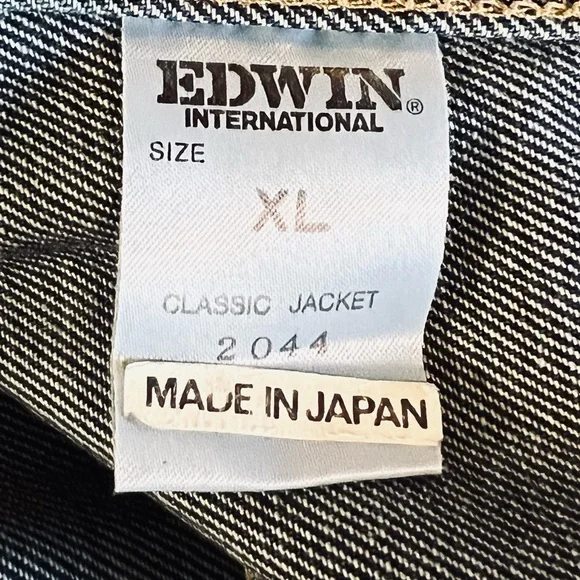 EDWIN®
INTERNATIONAL
SIZE
XL
CLASSIC JACKET
2044
MADE IN JAPAN